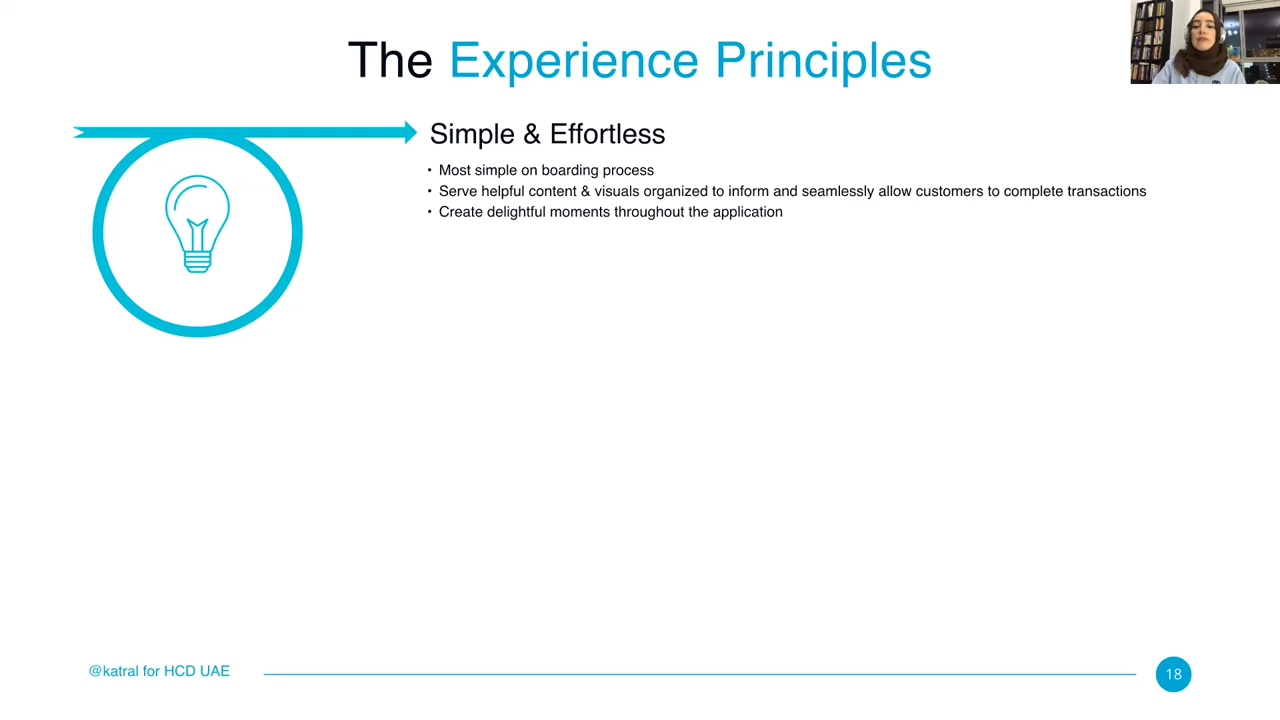 The Experience Principles
Simple & Effortless
• Most simple on boarding process
• Serve helpful content & visuals organized to inform and seamlessly allow customers to complete transactions
• Create delightful moments throughout the application
@katral for HCD UAE
18